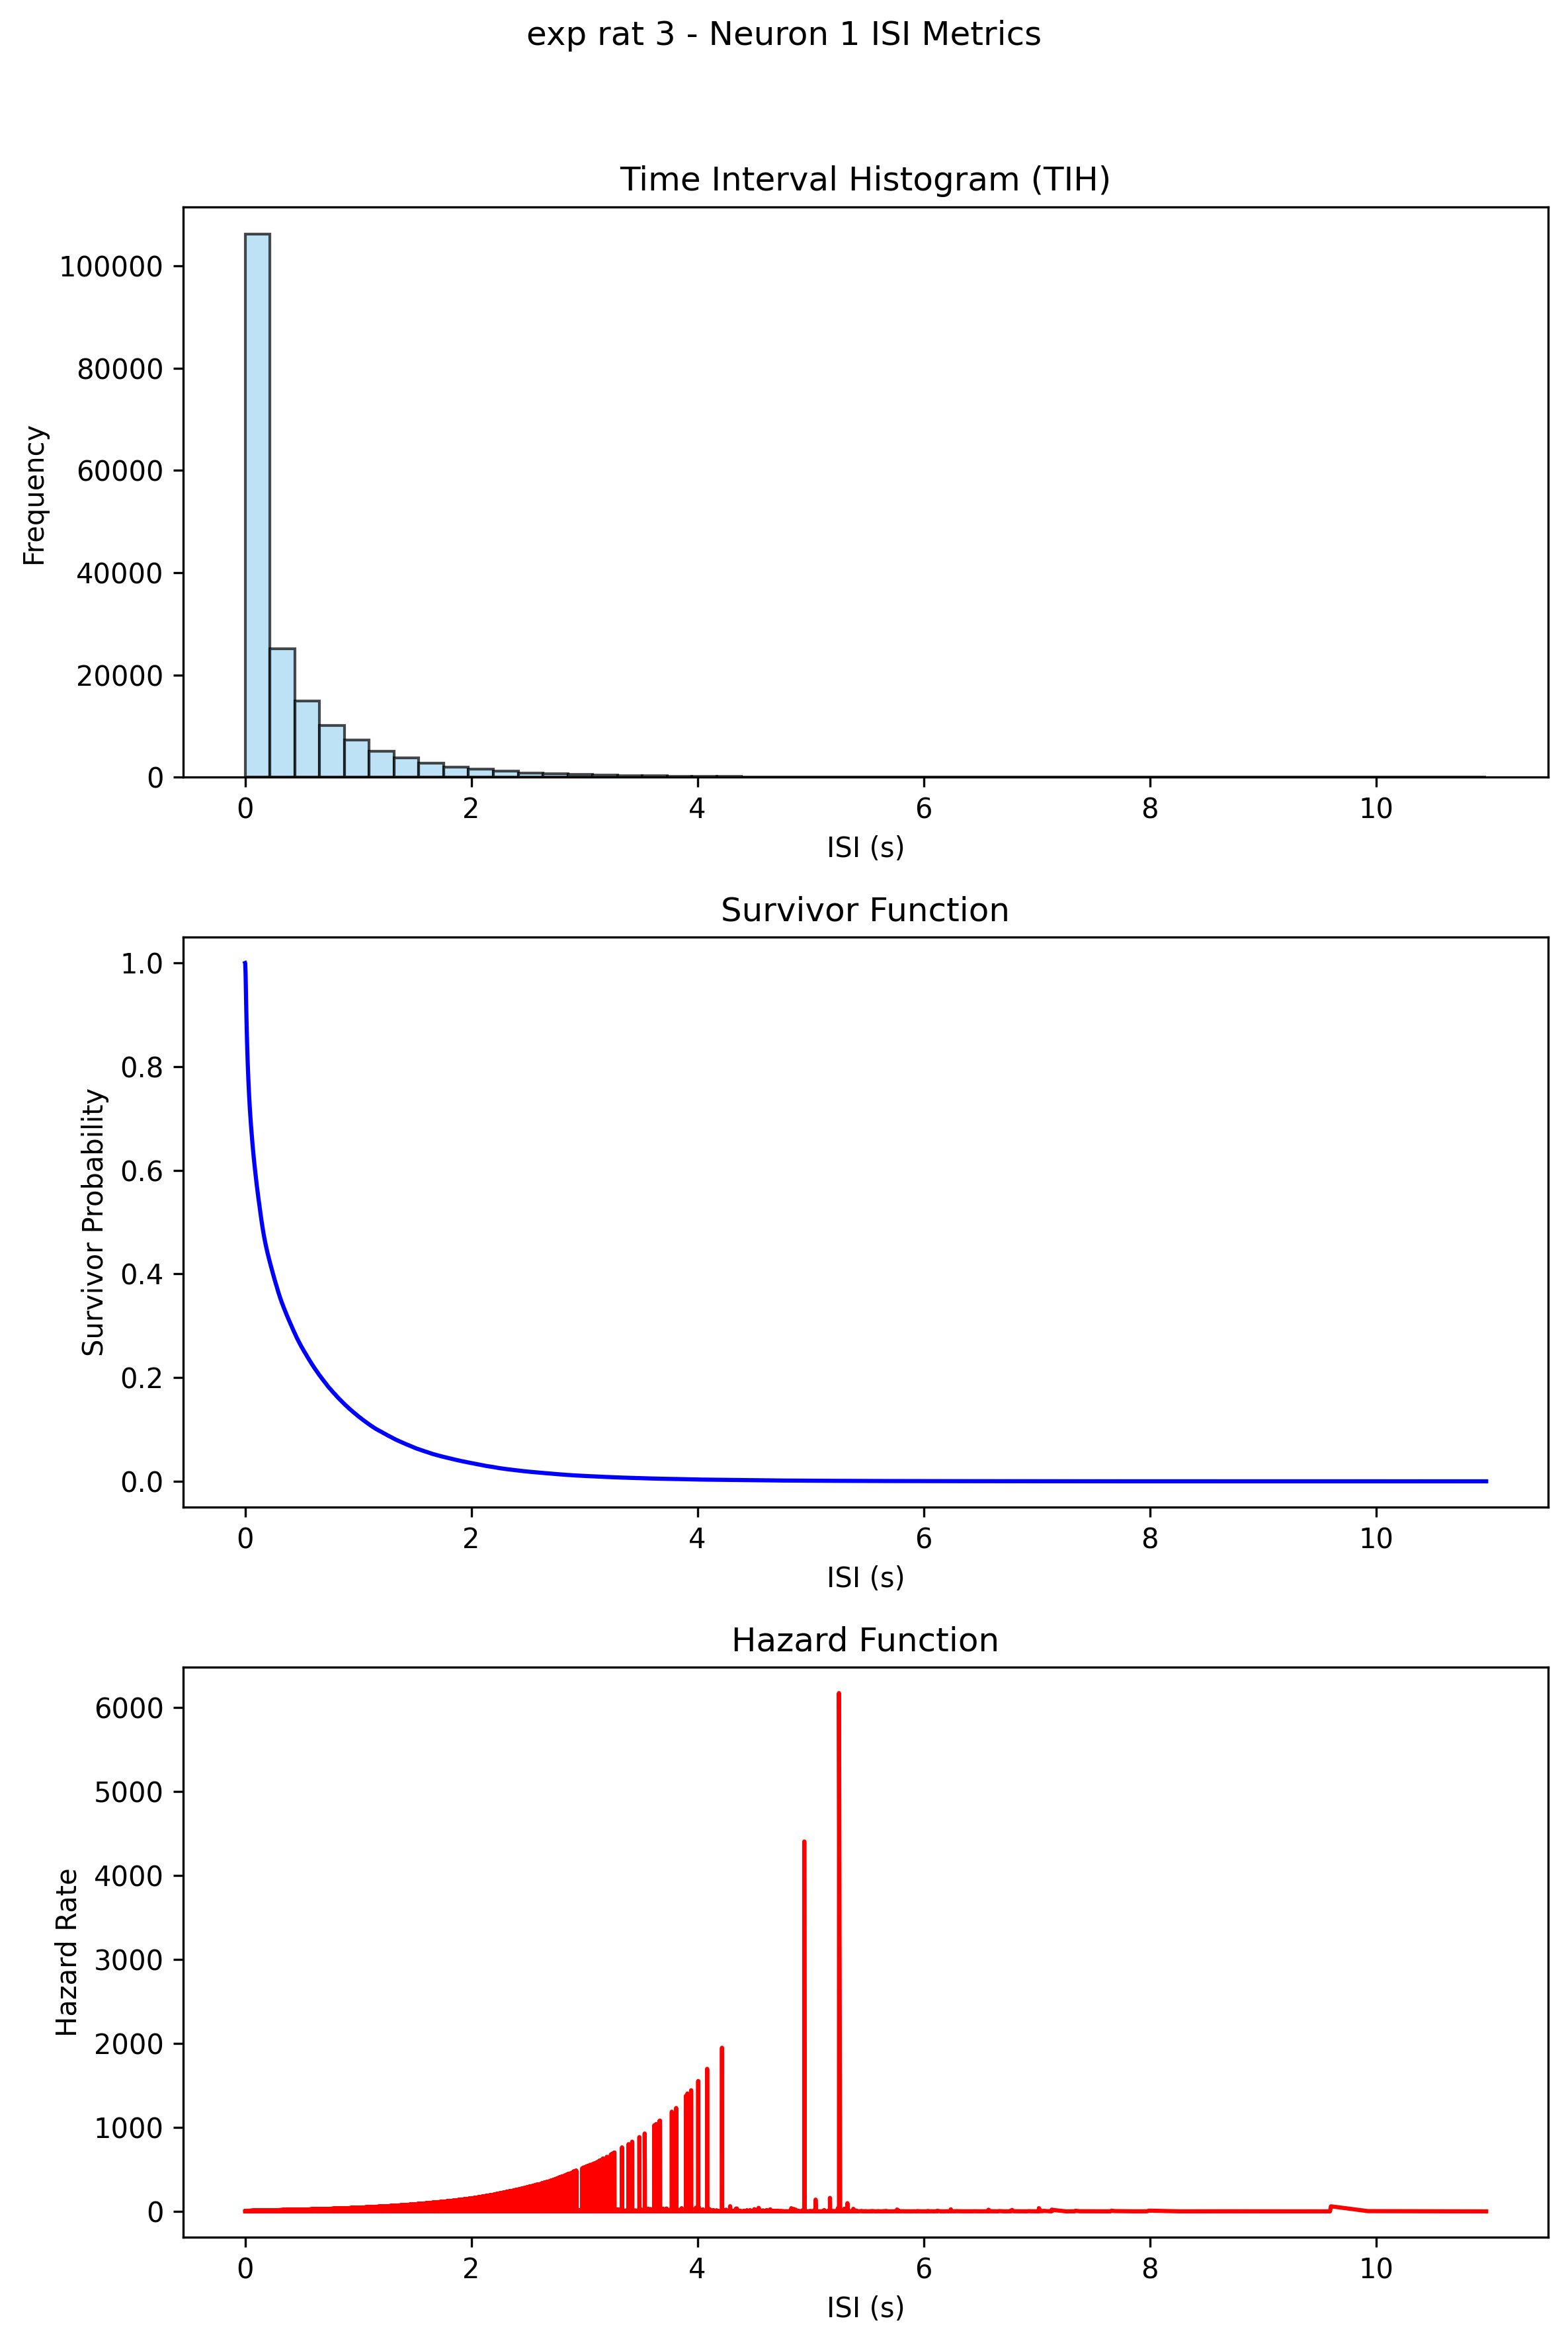 exp rat 3 - Neuron 1 ISI Metrics
Time Interval Histogram (TIH)
Frequency
100000
80000
60000
40000
20000
0
0 2 4 6 8 10
ISI (s)
Survivor Function
Survivor Probability
1.0
0.8
0.6
0.4
0.2
0.0
0 2 4 6 8 10
ISI (s)
Hazard Function
Hazard Rate
6000
5000
4000
3000
2000
1000
0
0 2 4 6 8 10
ISI (s)